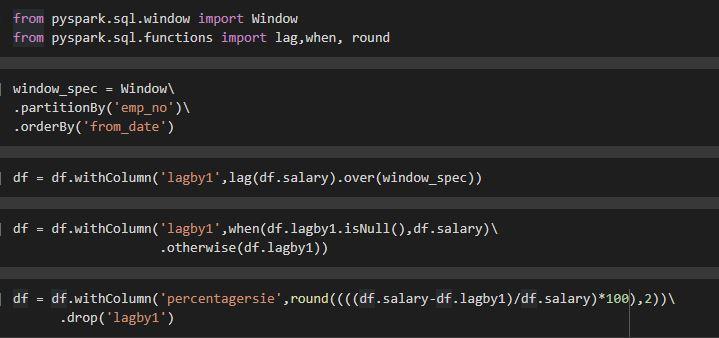 from pyspark.sql.window import Window
from pyspark.sql.functions import lag,when, round
window_spec = Window\
.partitionBy('emp_no')\
.orderBy('from_date')
df = df.withColumn('lagby1',lag(df.salary).over(window_spec))
df = df.withColumn('lagby1',when(df.lagby1.isNull(),df.salary)\
.otherwise(df.lagby1))
df = df.withColumn('percentagersie',round((((df.salary-df.lagby1)/df.salary)*100),2))\
.drop('lagby1')